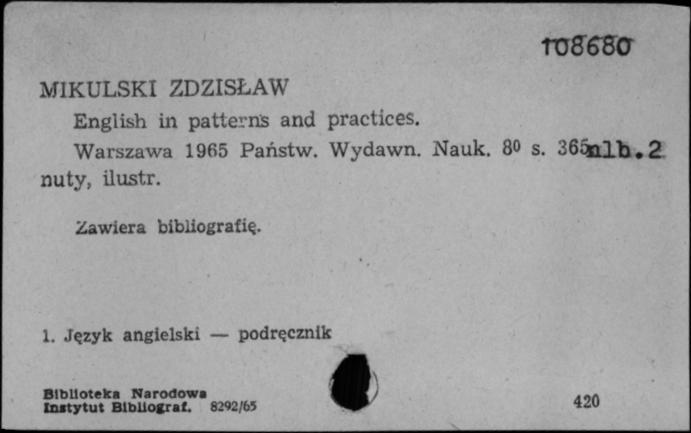 108680
MIKULSKI ZDZISŁAW
English in patterns and practices.
Warszawa 1965 Państw. Wydawn. Nauk. 8⁰ s. 365nlb.2
nuty, ilustr.
Zawiera bibliografię.
1. Język angielski — podręcznik
Biblioteka Narodowa
Instytut Bibliograf. 8292/65
420